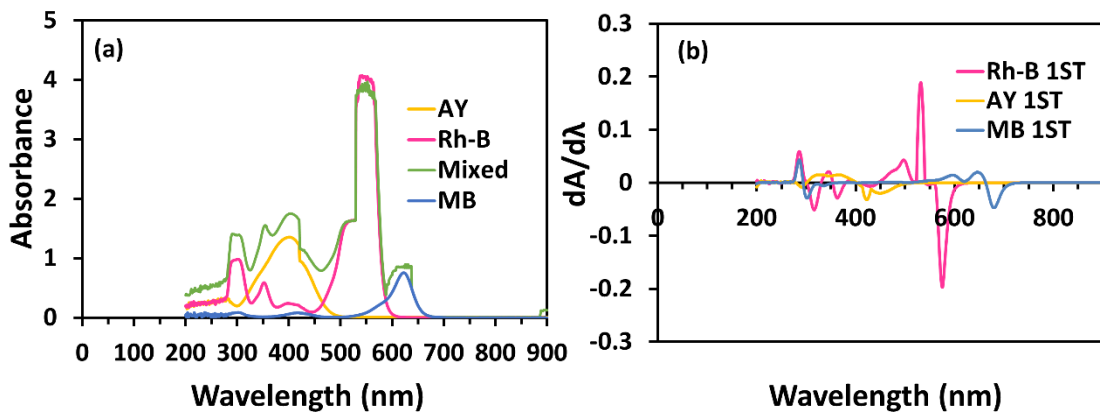 (a)
Absorbance
5
4
3
2
1
0
0 100 200 300 400 500 600 700 900
Wavelength (nm)
AY
Rh-B
Mixed
MB
(b)
dA/dλ
0.3
0.2
0.1
0
-0.1
-0.2
-0.3
0 200 400 600 800
Wavelength (nm)
Rh-B 1ST
AY 1ST
MB 1ST